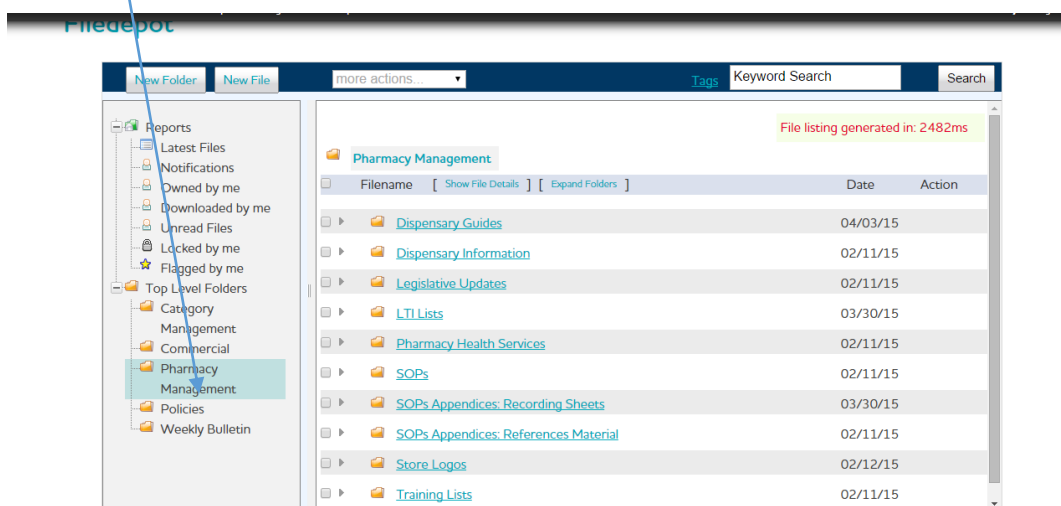 Filedepot
New Folder New File more actions... Tags Keyword Search Search
File listing generated in: 2482ms
Reports
Latest Files
Notifications
Owned by me
Downloaded by me
Unread Files
Locked by me
Flagged by me
Top Level Folders
Category
Management
Commercial
Pharmacy
Management
Policies
Weekly Bulletin
Pharmacy Management
Filename [ Show File Details ] [ Expand Folders ] Date Action
Dispensary Guides 04/03/15
Dispensary Information 02/11/15
Legislative Updates 02/11/15
LTI Lists 03/30/15
Pharmacy Health Services 02/11/15
SOPs 02/11/15
SOPs Appendices: Recording Sheets 03/30/15
SOPs Appendices: References Material 02/11/15
Store Logos 02/12/15
Training Lists 02/11/15